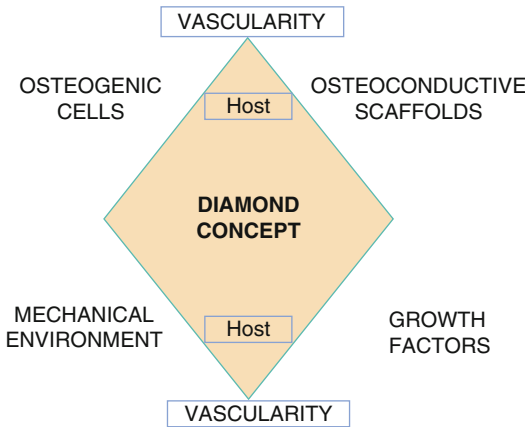 VASCULARITY
OSTEOGENIC
CELLS
OSTEOCONDUCTIVE
SCAFFOLDS
Host
DIAMOND
CONCEPT
MECHANICAL
ENVIRONMENT
Host
GROWTH
FACTORS
VASCULARITY